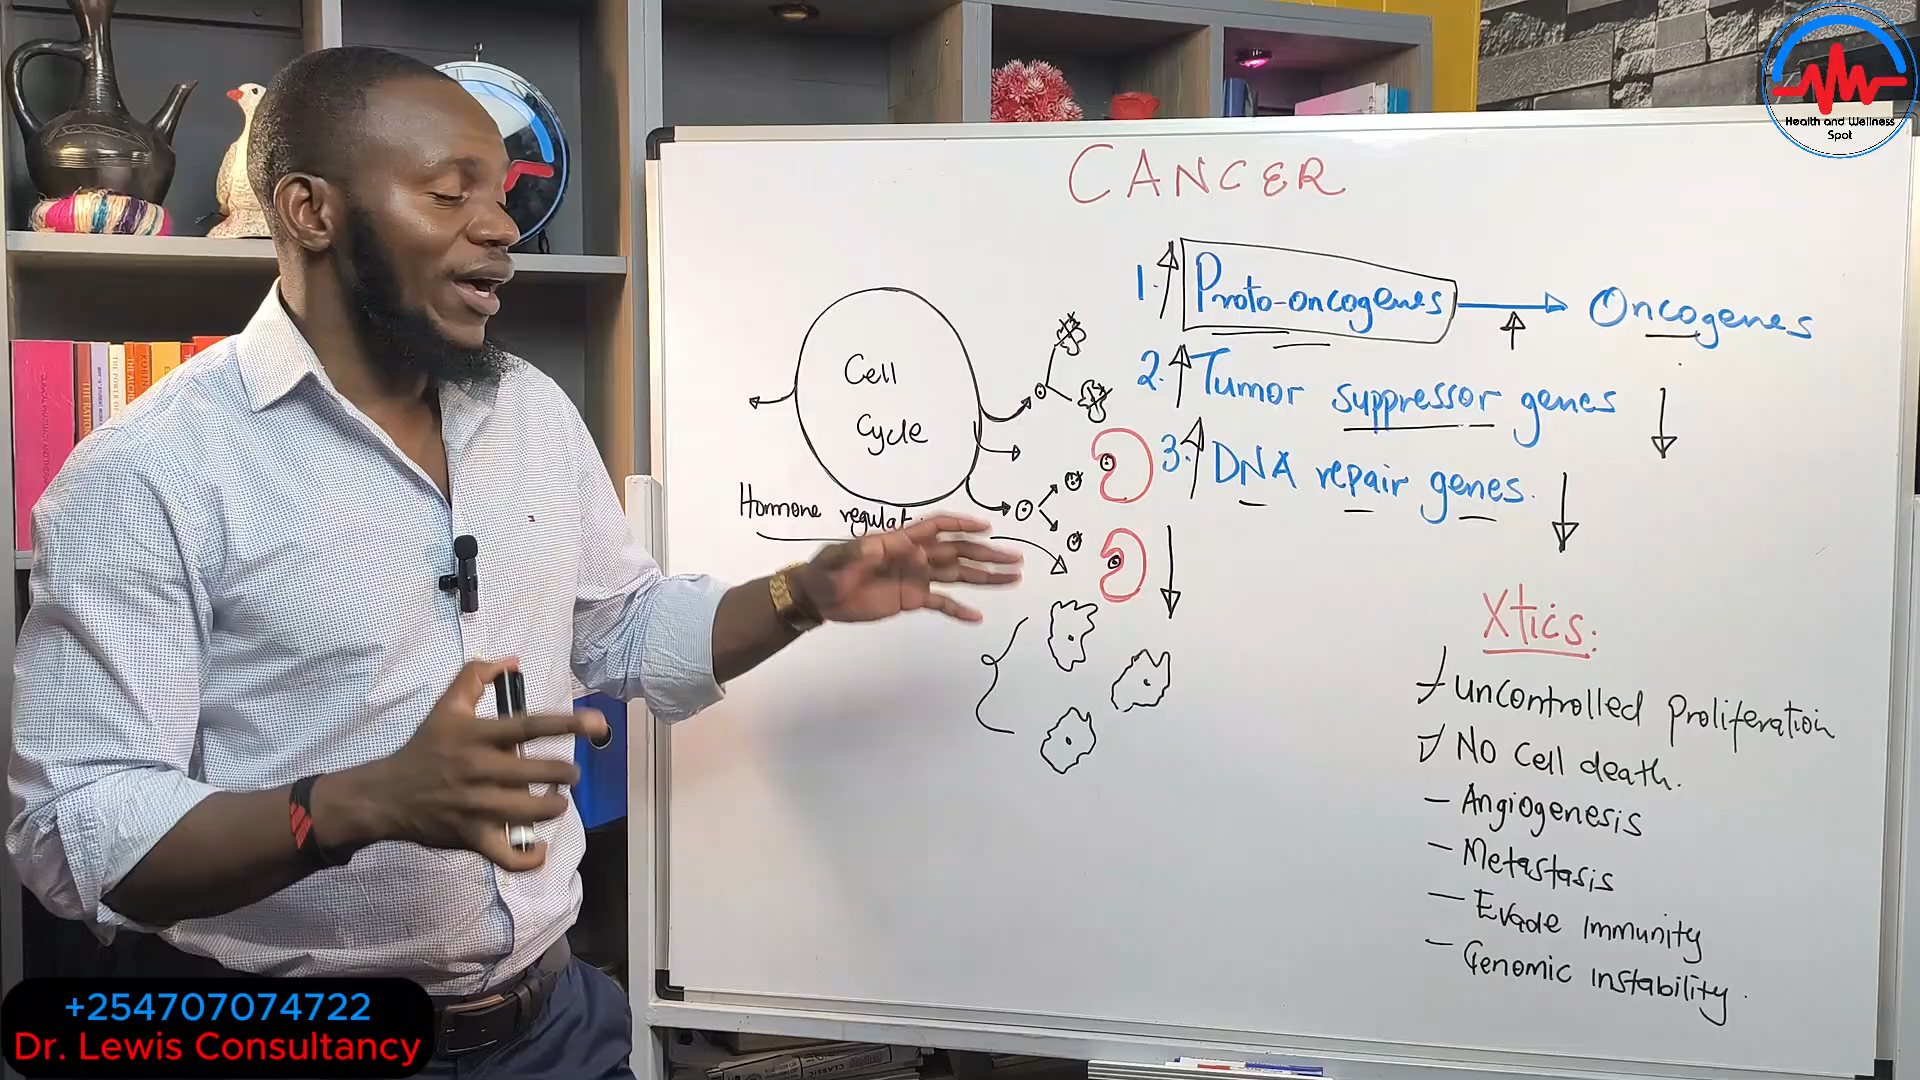 Health and Wellness
Spot
CANCER
1. Proto-oncogenes Oncogenes
2. Tumor suppressor genes
3. DNA repair genes.
Cell
Cycle
Hormone regulat
Xtics:
uncontrolled Proliferation
No Cell death.
- Angiogenesis
- Metastasis
- Evade Immunity
- Genomic instability.
+254707074722
Dr. Lewis Consultancy